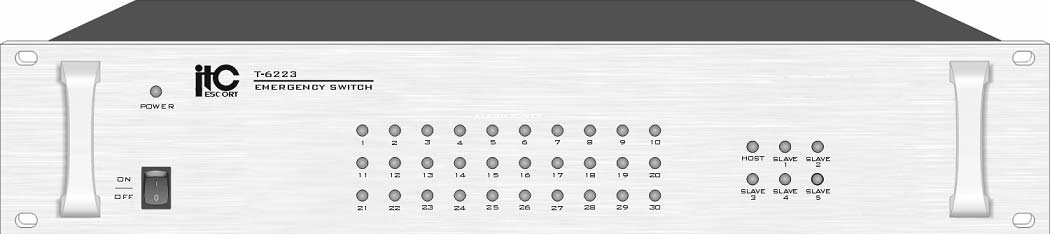 itC
ESCORT
T-6223
EMERGENCY SWITCH
POWER
ON
OFF
I
O
1 2 3 4 5 6 7 8 9 10
11 12 13 14 15 16 17 18 19 20
21 22 23 24 25 26 27 28 29 30
HOST SLAVE 1 SLAVE 2
SLAVE 3 SLAVE 4 SLAVE 5